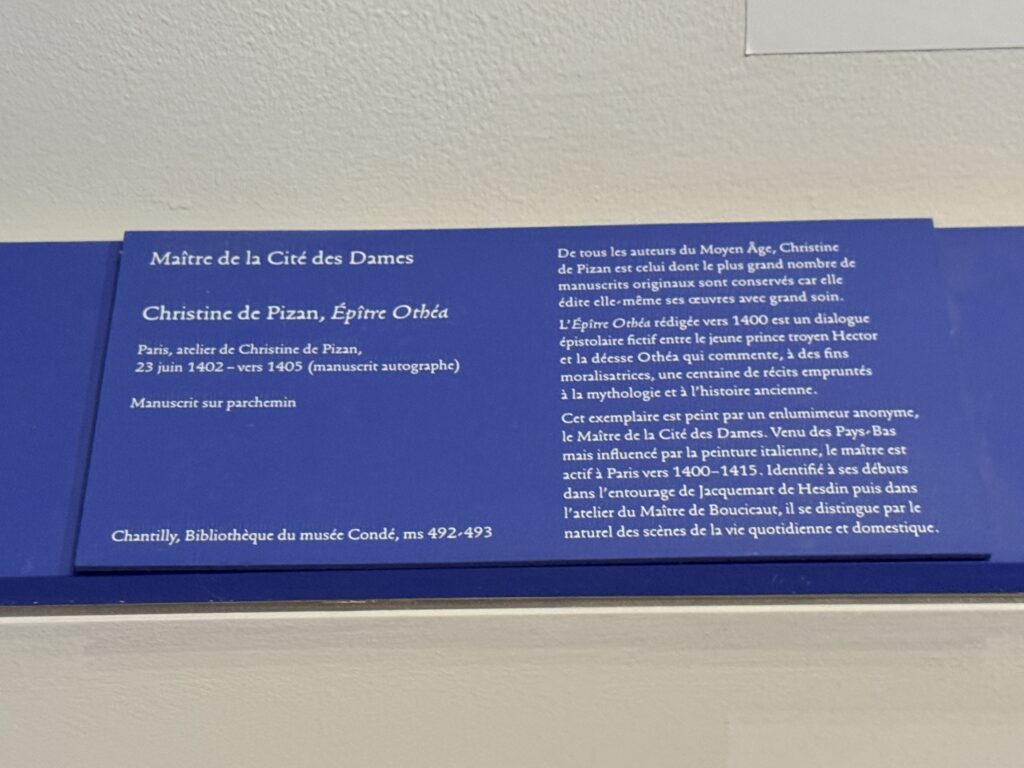 Maître de la Cité des Dames
Christine de Pizan, Épître Othéa
Paris, atelier de Christine de Pizan,
23 juin 1402 – vers 1405 (manuscrit autographe)
Manuscrit sur parchemin
Chantilly, Bibliothèque du musée Condé, ms 492-493
De tous les auteurs du Moyen Âge, Christine
de Pizan est celui dont le plus grand nombre de
manuscrits originaux sont conservés car elle
édite elle-même ses œuvres avec grand soin.
L'Épître Othéa rédigée vers 1400 est un dialogue
épistolaire fictif entre le jeune prince troyen Hector
et la déesse Othéa qui commente, à des fins
moralisatrices, une centaine de récits empruntés
à la mythologie et à l'histoire ancienne.
Cet exemplaire est peint par un enlumineur anonyme,
le Maître de la Cité des Dames. Venu des Pays-Bas
mais influencé par la peinture italienne, le maître est
actif à Paris vers 1400–1415. Identifié à ses débuts
dans l'entourage de Jacquemart de Hesdin puis dans
l'atelier du Maître de Boucicaut, il se distingue par le
naturel des scènes de la vie quotidienne et domestique.